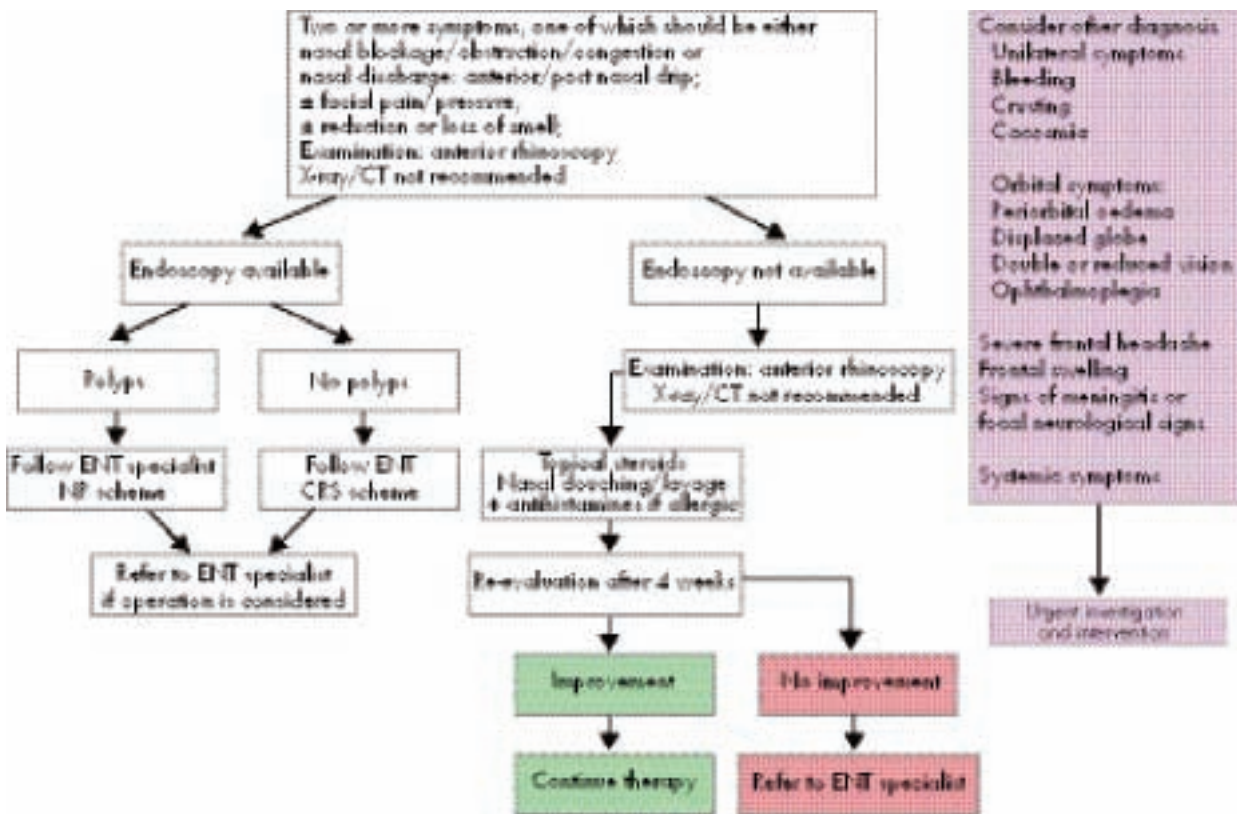 Two or more symptoms, one of which should be either
nasal blockage/obstruction/congestion or
nasal discharge: anterior/post nasal drip;
± facial pain/pressure,
± reduction or loss of smell;
Examination: anterior rhinoscopy
X-ray/CT not recommended
Endoscopy available
Polyps
No polyps
Follow ENT specialist
NP scheme
Follow ENT
CRS scheme
Refer to ENT specialist
if operation is considered
Endoscopy not available
Examination: anterior rhinoscopy
X-ray/CT not recommended
Topical steroids
Nasal douching/lavage
+ antihistamines if allergic
Re-evaluation after 4 weeks
Improvement
No improvement
Continue therapy
Refer to ENT specialist
Consider other diagnosis
Unilateral symptoms
Bleeding
Crusting
Cacosmia
Orbital symptoms:
Periorbital oedema
Displaced globe
Double or reduced vision
Ophthalmoplegia
Severe frontal headache
Frontal swelling
Signs of meningitis or
focal neurological signs
Systemic symptoms
Urgent investigation
and intervention